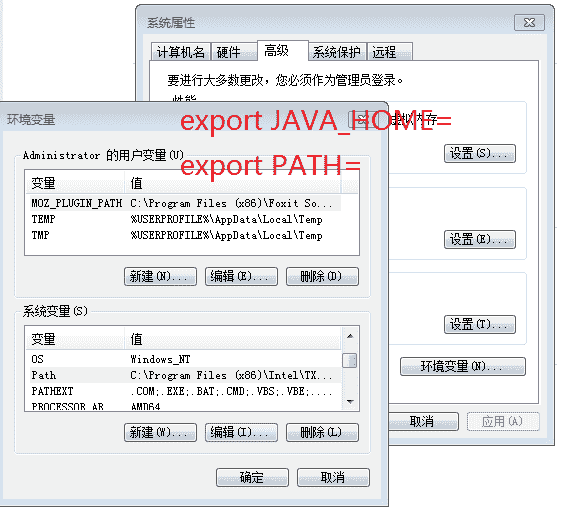 系统属性
计算机名 硬件 高级 系统保护 远程
要进行大多数更改，您必须作为管理员登录。
性能
虚拟内存
设置(S)...
设置(E)...
设置(T)...
环境变量(N)...
取消 应用(A)
环境变量
export JAVA_HOME=
export PATH=
Administrator 的用户变量(U)
变量 值
MOZ_PLUGIN_PATH C:\Program Files (x86)\Foxit So...
TEMP %USERPROFILE%\AppData\Local\Temp
TMP %USERPROFILE%\AppData\Local\Temp
新建(N)... 编辑(E)... 删除(D)
系统变量(S)
变量 值
OS Windows_NT
Path C:\Program Files (x86)\Intel\TX...
PATHEXT .COM;.EXE;.BAT;.CMD;.VBS;.VBE;....
PROCESSOR_AR AMD64
新建(W)... 编辑(I)... 删除(L)
确定 取消